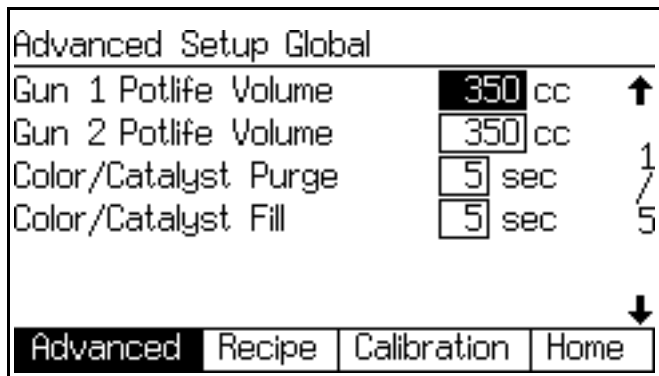 Advanced Setup Global
Gun 1 Potlife Volume 350 cc
Gun 2 Potlife Volume 350 cc
Color/Catalyst Purge 5 sec
Color/Catalyst Fill 5 sec
1/5
Advanced Recipe Calibration Home